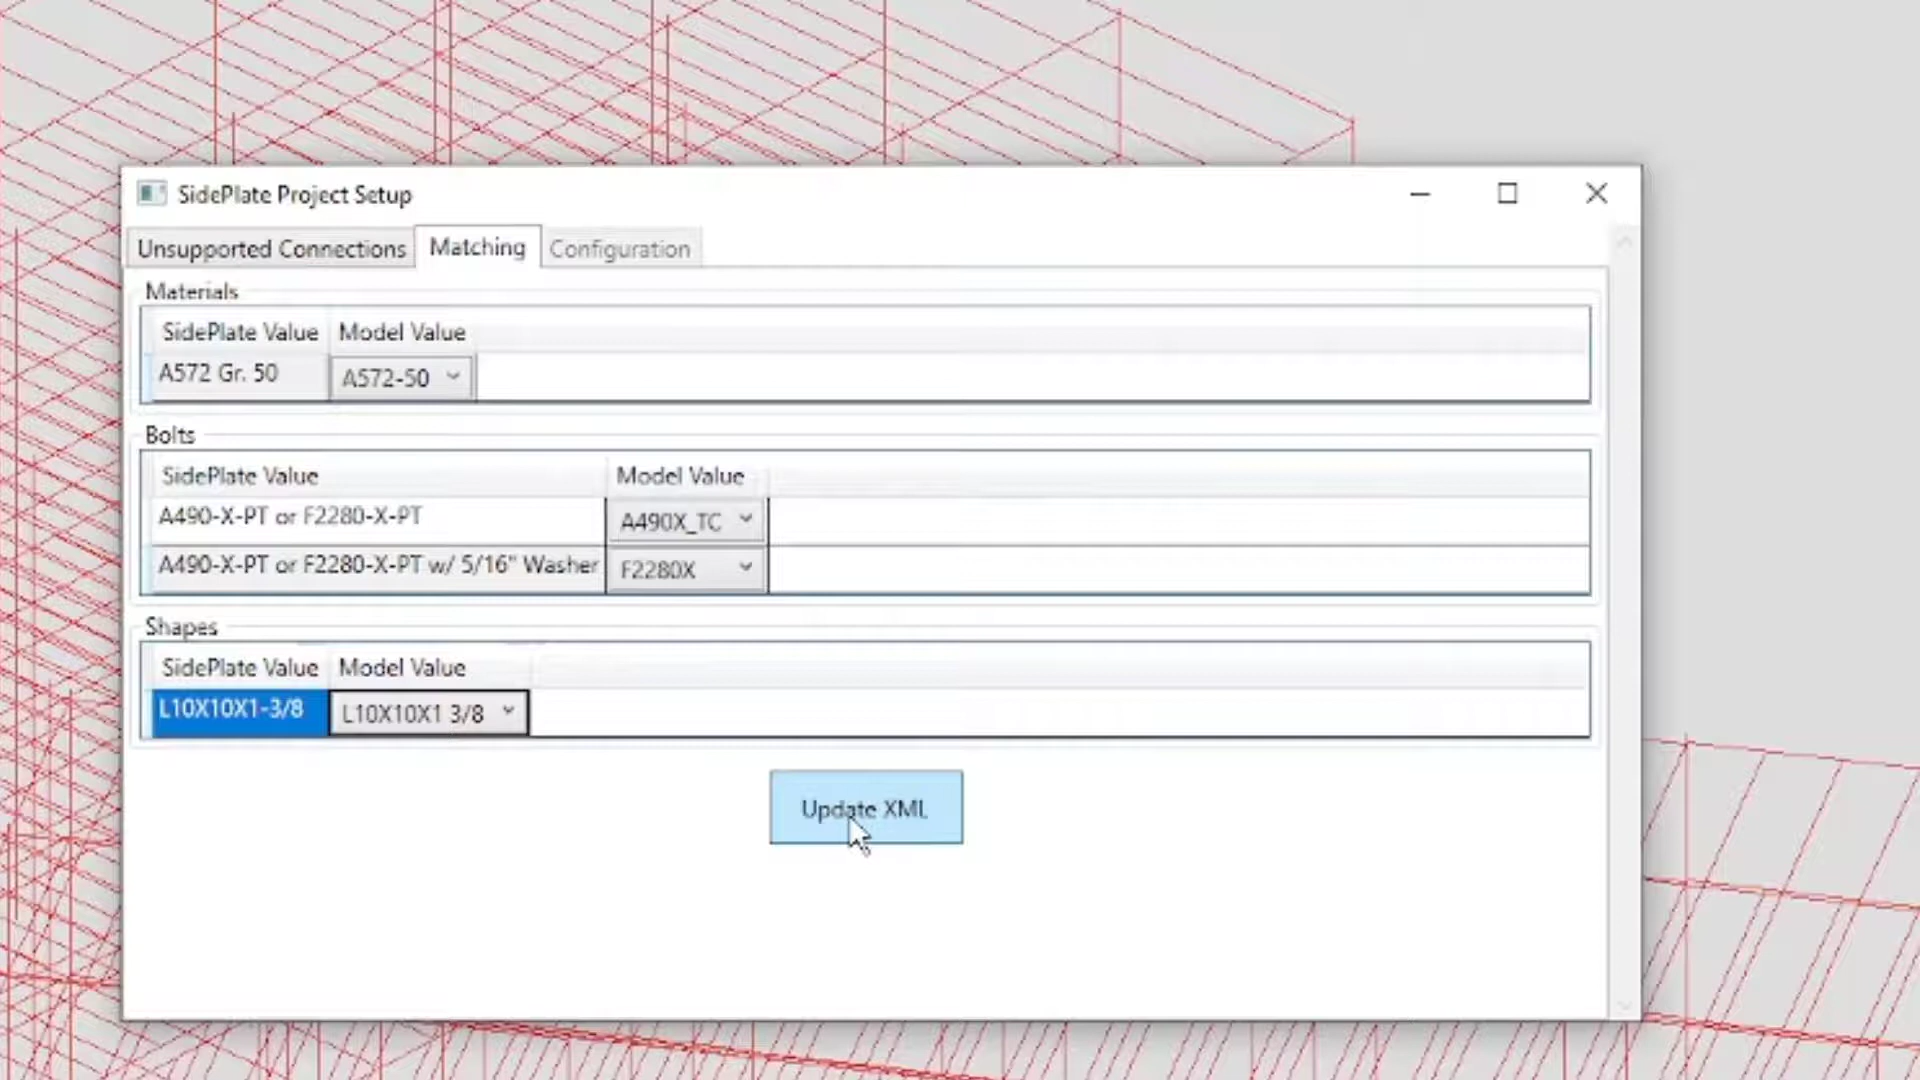 SidePlate Project Setup
Unsupported Connections Matching Configuration
Materials
SidePlate Value Model Value
A572 Gr. 50 A572-50
Bolts
SidePlate Value Model Value
A490-X-PT or F2280-X-PT A490X_TC
A490-X-PT or F2280-X-PT w/ 5/16" Washer F2280X
Shapes
SidePlate Value Model Value
L10X10X1-3/8 L10X10X1 3/8
Update XML